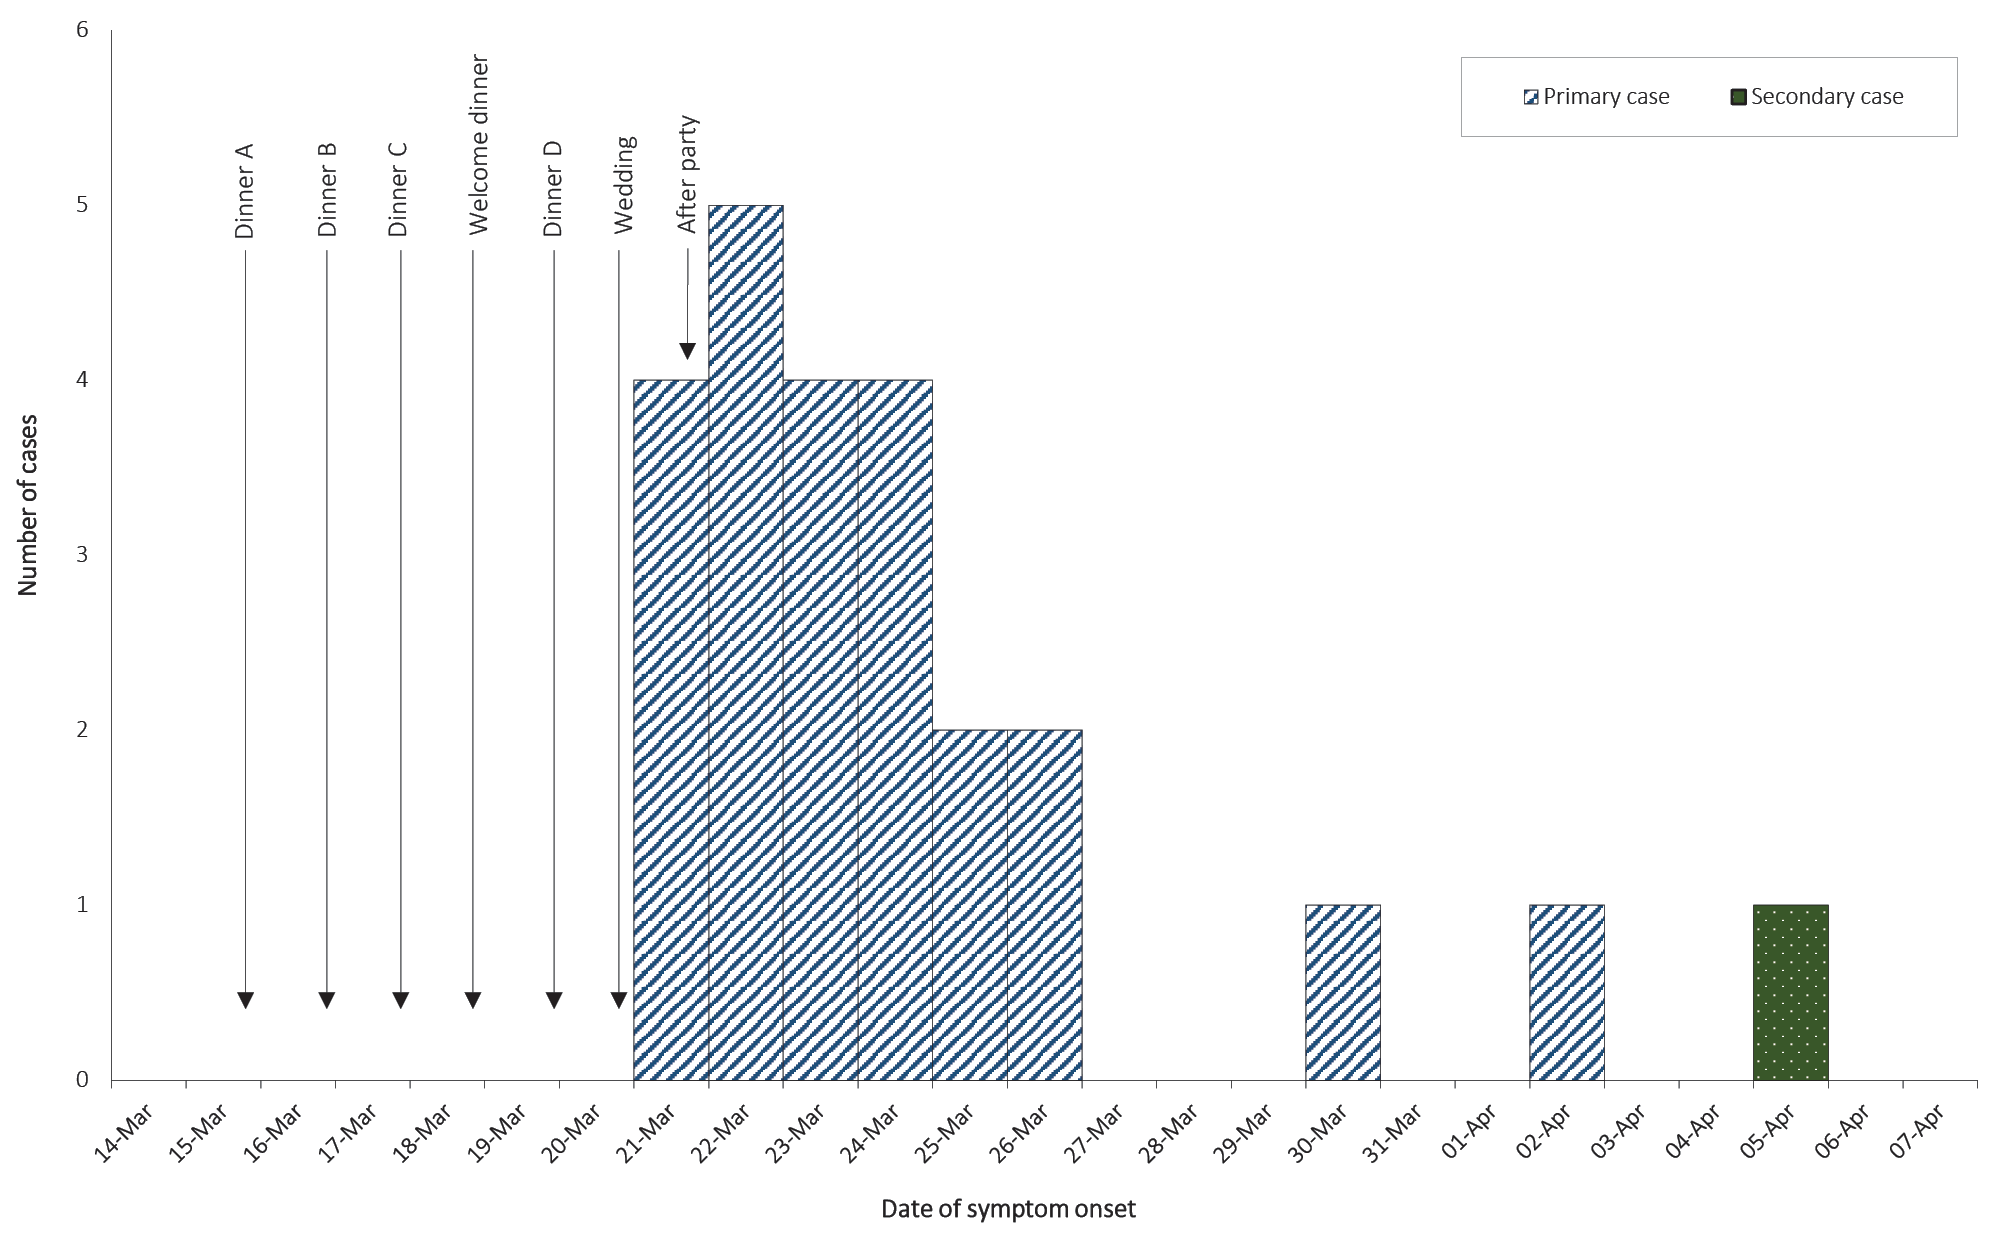 6
5
4
3
2
1
0
Number of cases
Dinner A
Dinner B
Dinner C
Welcome dinner
Dinner D
Wedding
After party
Primary case
Secondary case
14-Mar
15-Mar
16-Mar
17-Mar
18-Mar
19-Mar
20-Mar
21-Mar
22-Mar
23-Mar
24-Mar
25-Mar
26-Mar
27-Mar
28-Mar
29-Mar
30-Mar
31-Mar
01-Apr
02-Apr
03-Apr
04-Apr
05-Apr
06-Apr
07-Apr
Date of symptom onset